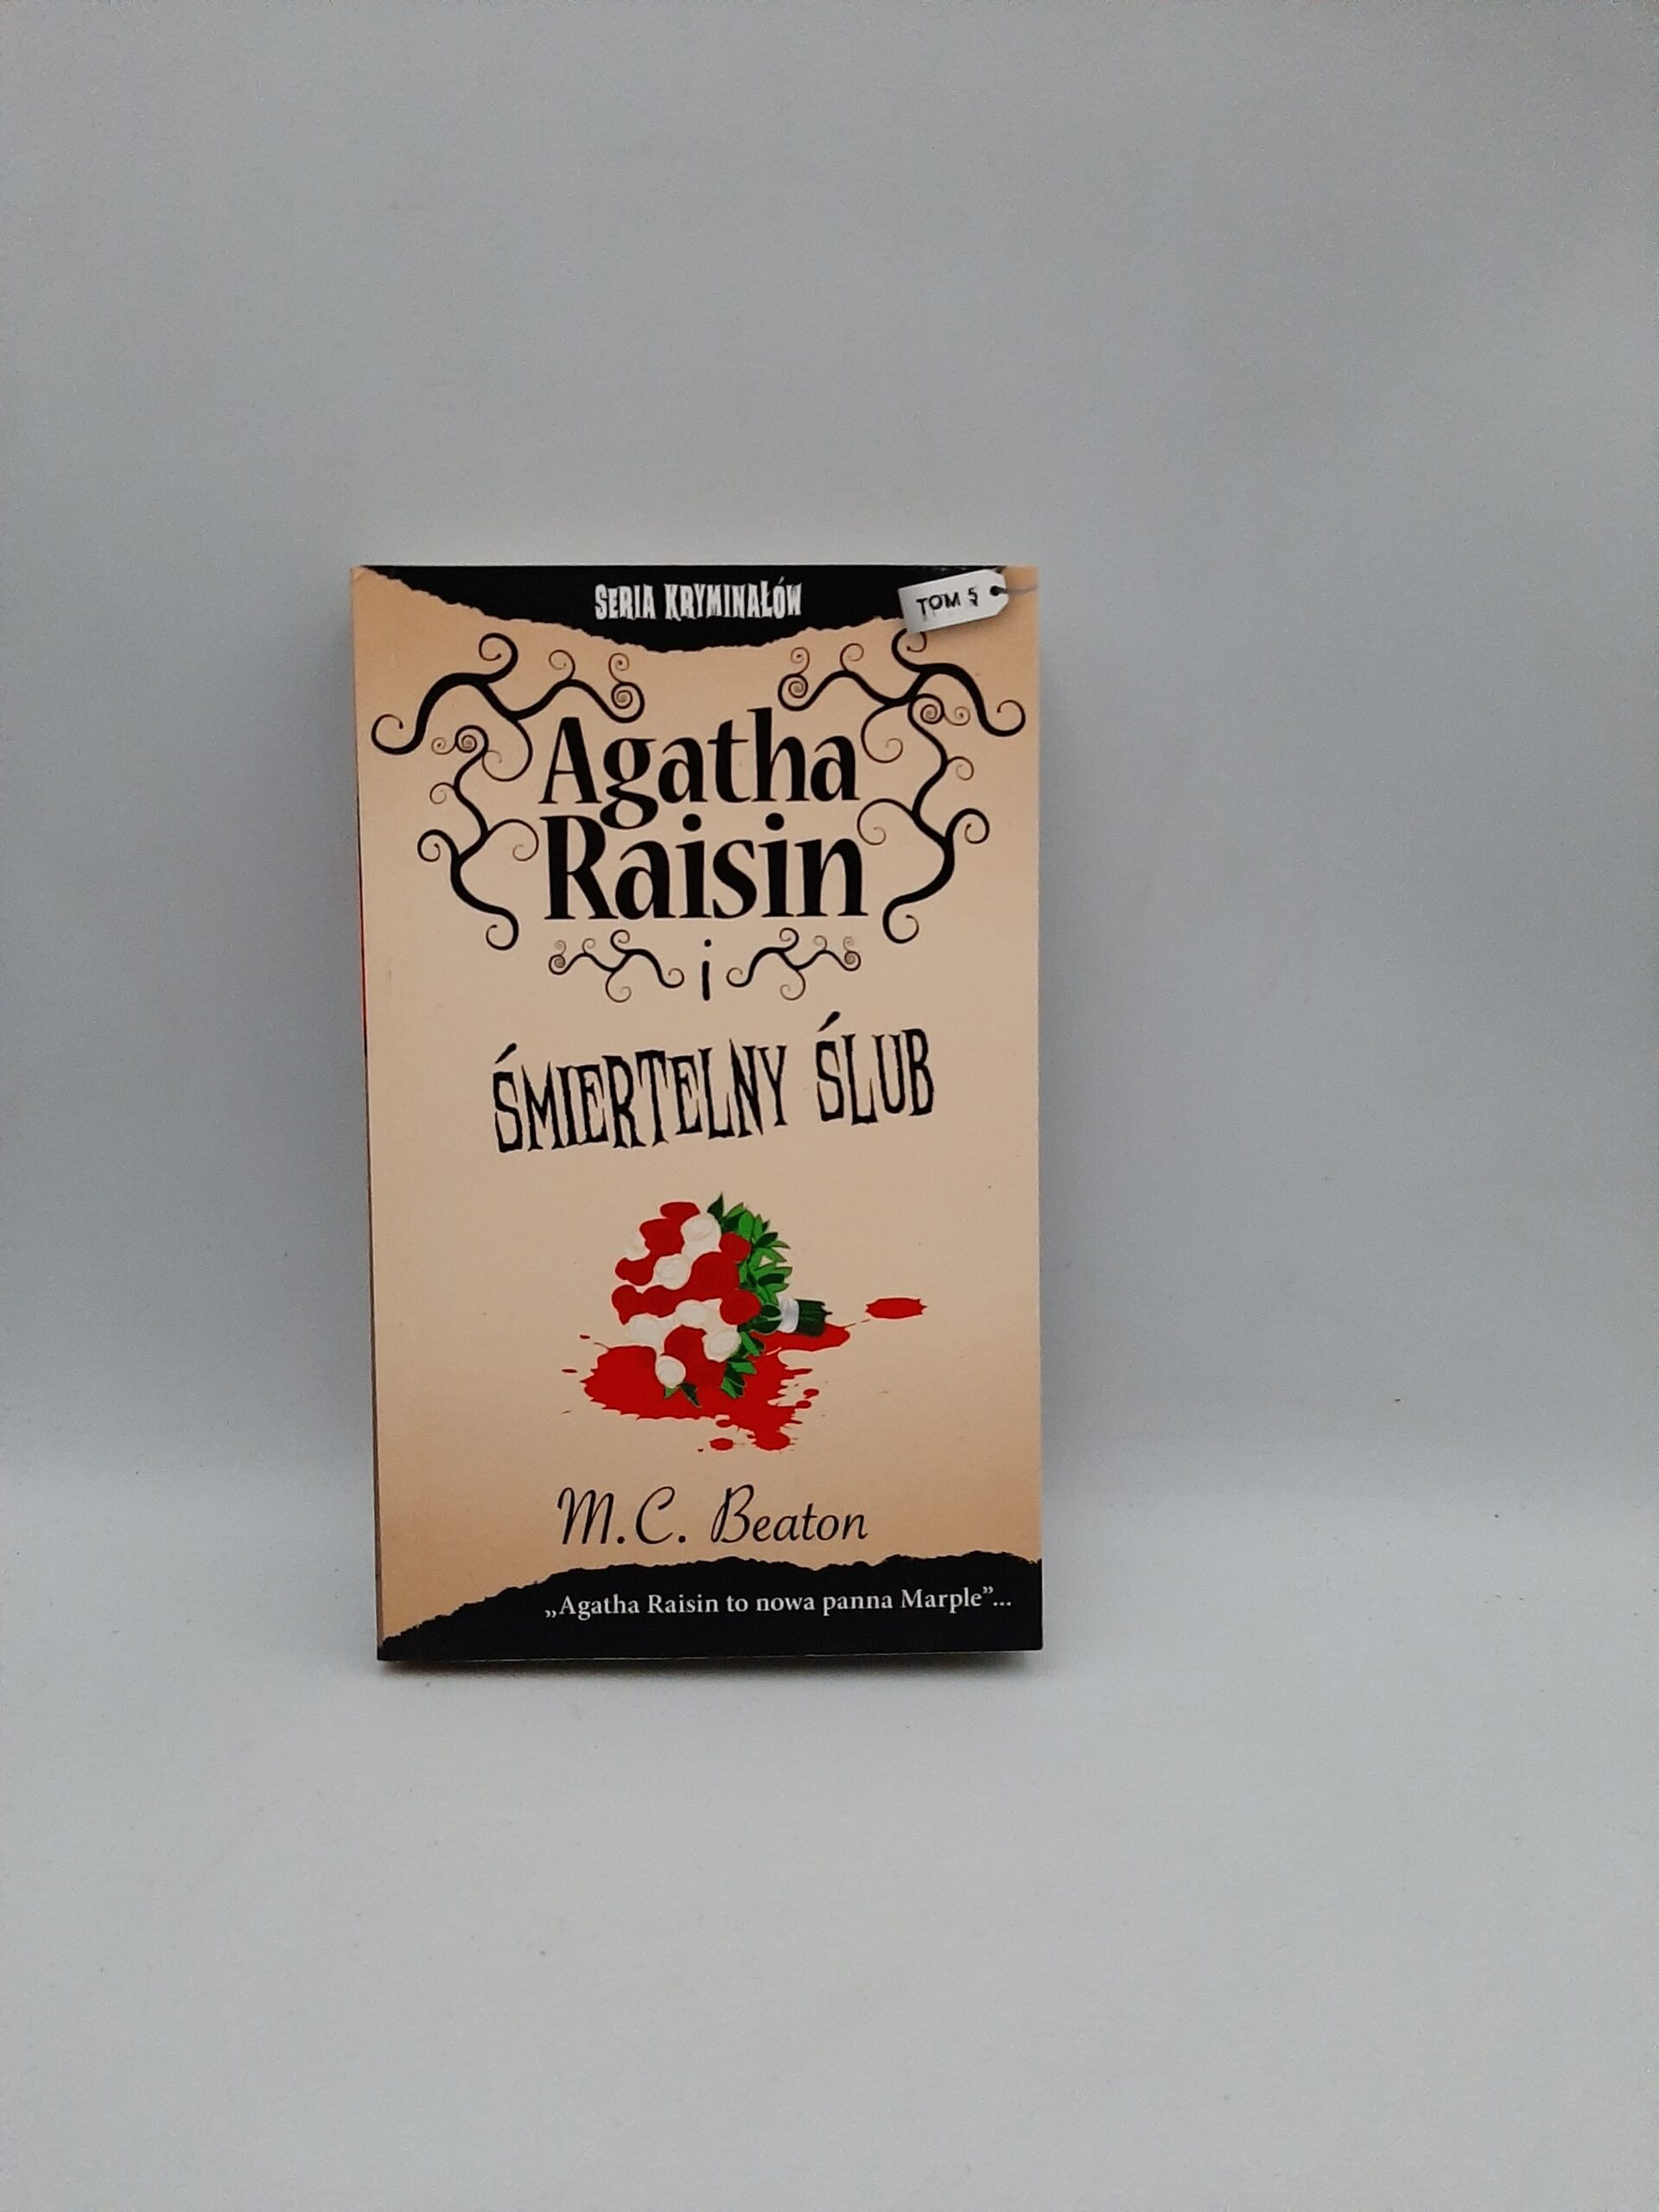 SERIA KRYMINAŁÓW
TOM 5
Agatha
Raisin
i
ŚMIERTELNY ŚLUB
M.C. Beaton
„Agatha Raisin to nowa panna Marple”...